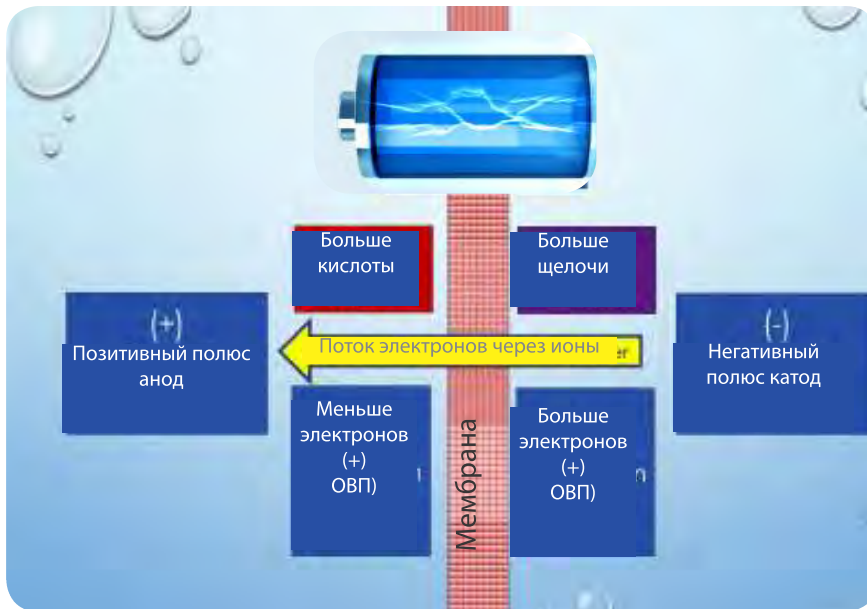 Больше
кислоты
Больше
щелочи
(+)
Позитивный полюс
анод
Поток электронов через ионы
er
(-)
Негативный
полюс катод
Меньше
электронов
(+)
ОВП)
Мембрана
Больше
электронов
(+)
ОВП)